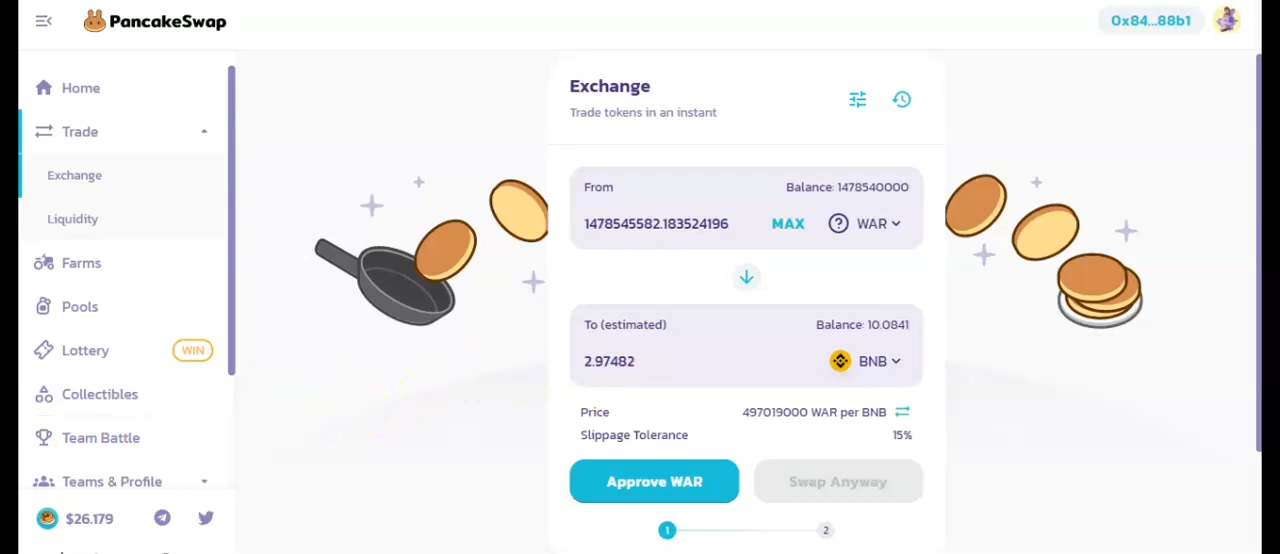 PancakeSwap
0x84...88b1
Home
Trade
Exchange
Liquidity
Farms
Pools
Lottery
WIN
Collectibles
Team Battle
Teams & Profile
$26.179
Exchange
Trade tokens in an instant
From
Balance: 1478540000
1478545582.183524196
MAX
? WAR
To (estimated)
Balance: 10.0841
2.97482
BNB
Price
497019000 WAR per BNB
Slippage Tolerance
15%
Approve WAR
Swap Anyway
1
2